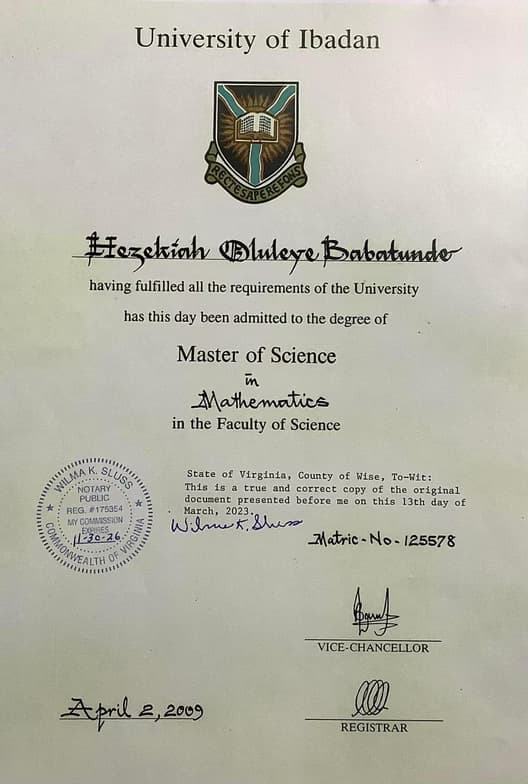 University of Ibadan
RECTE SAPERE FONS
Hezekiah Oluleye Babatunde
having fulfilled all the requirements of the University
has this day been admitted to the degree of
Master of Science
in
Mathematics
in the Faculty of Science
State of Virginia, County of Wise, To-Wit:
This is a true and correct copy of the original
document presented before me on this 13th day of
March, 2023.
Wilma K. Sluss
WILMA K. SLUSS
NOTARY
PUBLIC
REG. #175354
MY COMMISSION
EXPIRES
11-30-26
COMMONWEALTH OF VIRGINIA
Matric-No-125578
VICE-CHANCELLOR
April 2, 2009
REGISTRAR